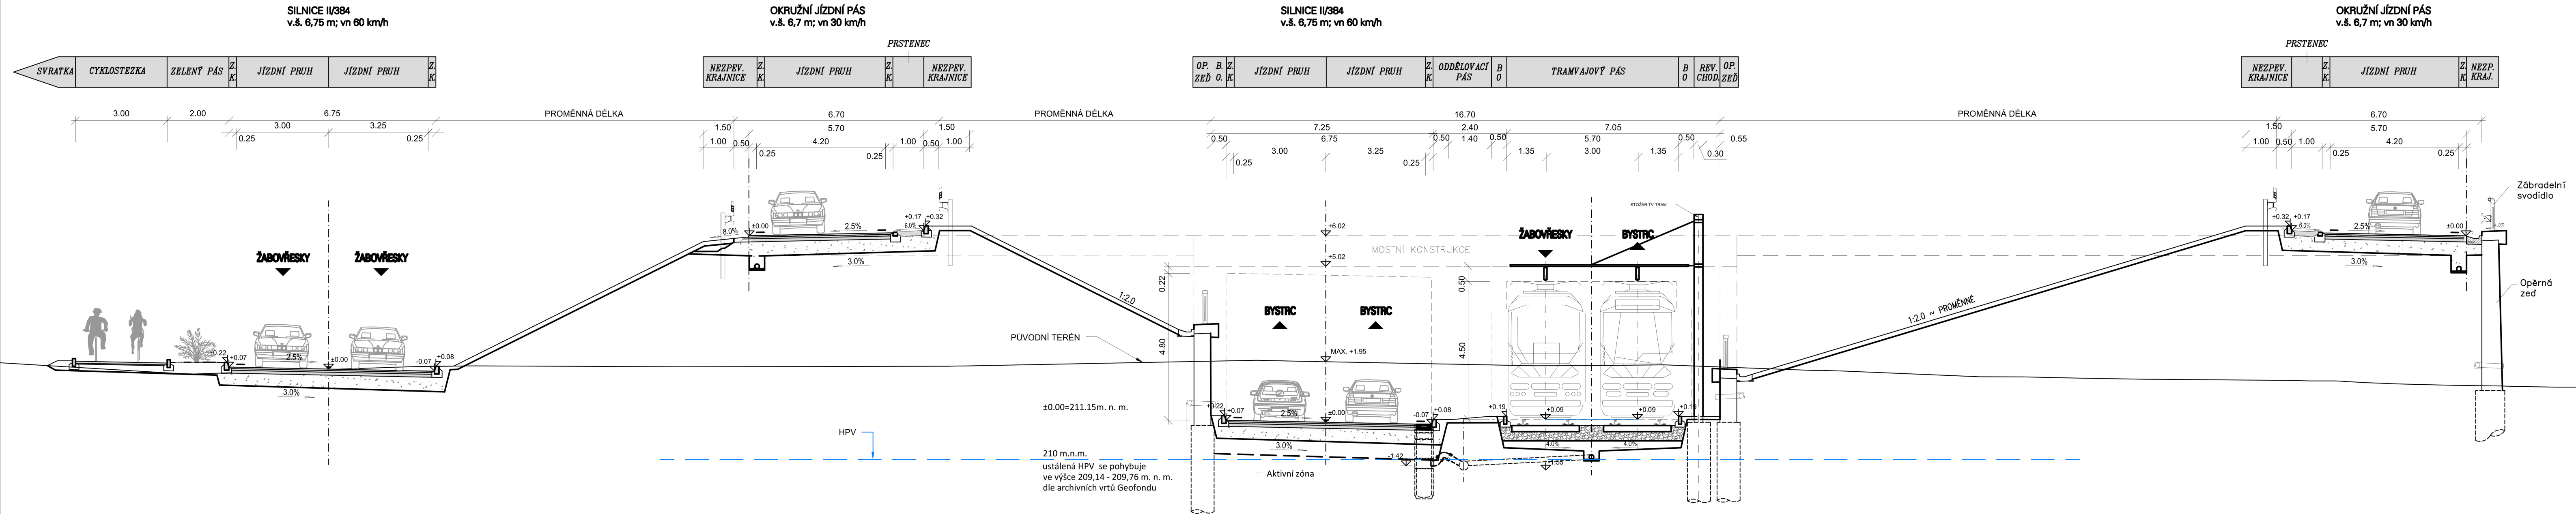 SILNICE II/384
v.š. 6,75 m; vn 60 km/h
OKRUŽNÍ JÍZDNÍ PÁS
v.š. 6,7 m; vn 30 km/h
SILNICE II/384
v.š. 6,75 m; vn 60 km/h
OKRUŽNÍ JÍZDNÍ PÁS
v.š. 6,7 m; vn 30 km/h
PRSTENEC
PRSTENEC
SVRATKA
CYKLOSTEZKA
ZELENÝ PÁS
Z.
K.
JÍZDNÍ PRUH
JÍZDNÍ PRUH
Z.
K.
NEZPEV.
KRAJNICE
Z.
K.
JÍZDNÍ PRUH
Z.
K.
NEZPEV.
KRAJNICE
OP.
ZEĎ
B.
O.
Z.
K.
JÍZDNÍ PRUH
JÍZDNÍ PRUH
Z.
K.
ODDĚLOVACÍ
PÁS
B
O
TRAMVAJOVÝ PÁS
B
O
REV.
CHOD.
OP.
ZEĎ
NEZPEV.
KRAJNICE
Z.
K.
JÍZDNÍ PRUH
Z.
K.
NEZP.
KRAJ.
3.00
2.00
6.75
PROMĚNNÁ DÉLKA
6.70
PROMĚNNÁ DÉLKA
16.70
PROMĚNNÁ DÉLKA
6.70
3.00
3.25
1.50
5.70
1.50
7.25
2.40
7.05
1.50
5.70
0.25
0.25
1.00
0.50
4.20
1.00
0.50
1.00
0.50
6.75
0.50
1.40
0.50
5.70
0.50
0.55
1.00
0.50
1.00
4.20
0.25
0.25
3.00
3.25
1.35
3.00
1.35
0.30
0.25
0.25
0.25
0.25
Zábradelní
svodidlo
STOŽÁR TV TRAM
+0.17
+0.32
±0.00
2.5%
6.0%
8.0%
3.0%
+6.02
ŽABOVŘESKY
BYSTRC
MOSTNÍ KONSTRUKCE
+5.02
+0.32
+0.17
6.0%
2.5%
±0.00
3.0%
ŽABOVŘESKY
ŽABOVŘESKY
0.22
0.50
1:2.0
BYSTRC
BYSTRC
1:2.0 ~ PROMĚNNÉ
Opěrná
zeď
PŮVODNÍ TERÉN
4.80
4.50
MAX. +1.95
+0.22
+0.07
2.5%
±0.00
-0.07
+0.08
3.0%
±0.00=211.15m. n. m.
+0.22
+0.07
2.5%
±0.00
-0.07
+0.08
+0.19
+0.09
+0.09
+0.19
HPV
3.0%
4.0%
4.0%
210 m.n.m.
-1.42
-1.55
ustálená HPV se pohybuje
ve výšce 209,14 - 209,76 m. n. m.
dle archivních vrtů Geofondu
Aktivní zóna